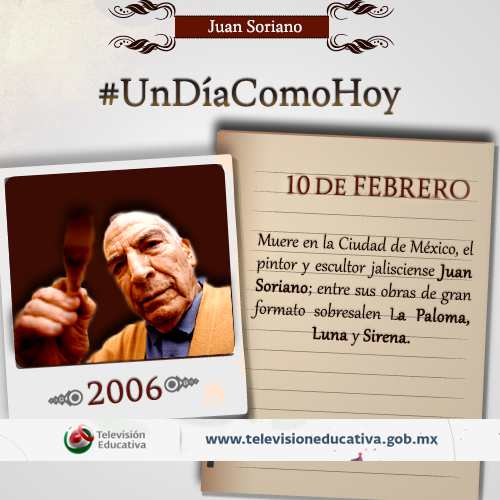 Juan Soriano
#UnDíaComoHoy
10 DE FEBRERO
Muere en la Ciudad de México, el
pintor y escultor jalisciense Juan
Soriano; entre sus obras de gran
formato sobresalen La Paloma,
Luna y Sirena.
2006
Televisión
Educativa
www.televisioneducativa.gob.mx